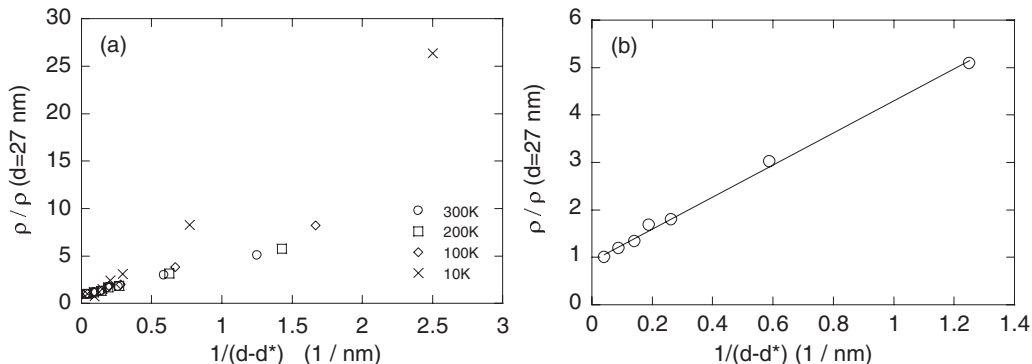 (a)
30
25
20
15
10
5
0
ρ / ρ (d=27 nm)
0 0.5 1 1.5 2 2.5 3
1/(d-d*) (1 / nm)
300K
200K
100K
10K
(b)
6
5
4
3
2
1
0
ρ / ρ (d=27 nm)
0 0.2 0.4 0.6 0.8 1 1.2 1.4
1/(d-d*) (1 / nm)